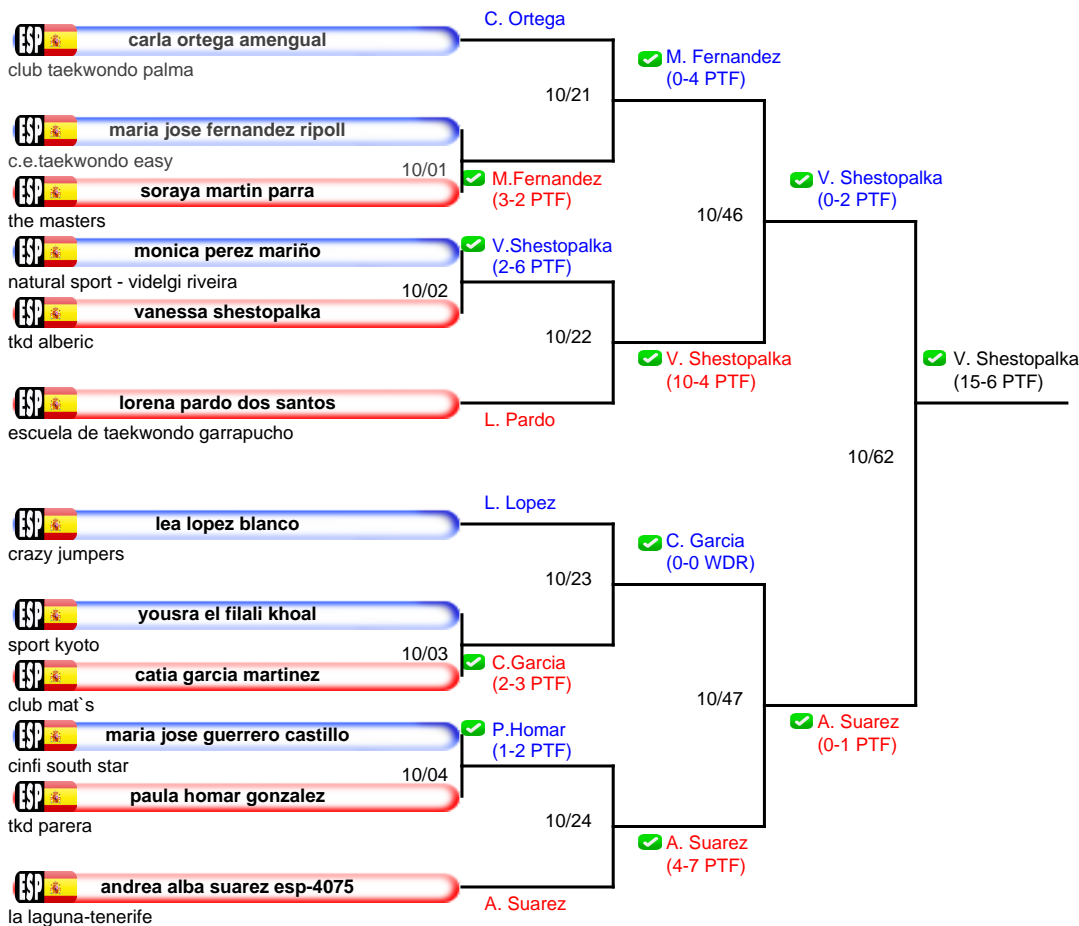 C. Ortega
ESP carla ortega amengual
club taekwondo palma
M. Fernandez
(0-4 PTF)
10/21
ESP maria jose fernandez ripoll
c.e.taekwondo easy
10/01
ESP soraya martin parra
the masters
M.Fernandez
(3-2 PTF)
V. Shestopalka
(0-2 PTF)
10/46
ESP monica perez mariño
natural sport - videlgi riveira
V.Shestopalka
(2-6 PTF)
10/02
ESP vanessa shestopalka
tkd alberic
10/22
V. Shestopalka
(10-4 PTF)
V. Shestopalka
(15-6 PTF)
ESP lorena pardo dos santos
escuela de taekwondo garrapucho
L. Pardo
10/62
L. Lopez
ESP lea lopez blanco
crazy jumpers
C. Garcia
(0-0 WDR)
10/23
ESP yousra el filali khoal
sport kyoto
10/03
ESP catia garcia martinez
club mat`s
C.Garcia
(2-3 PTF)
10/47
A. Suarez
(0-1 PTF)
ESP maria jose guerrero castillo
cinfi south star
P.Homar
(1-2 PTF)
10/04
ESP paula homar gonzalez
tkd parera
10/24
A. Suarez
(4-7 PTF)
ESP andrea alba suarez esp-4075
la laguna-tenerife
A. Suarez